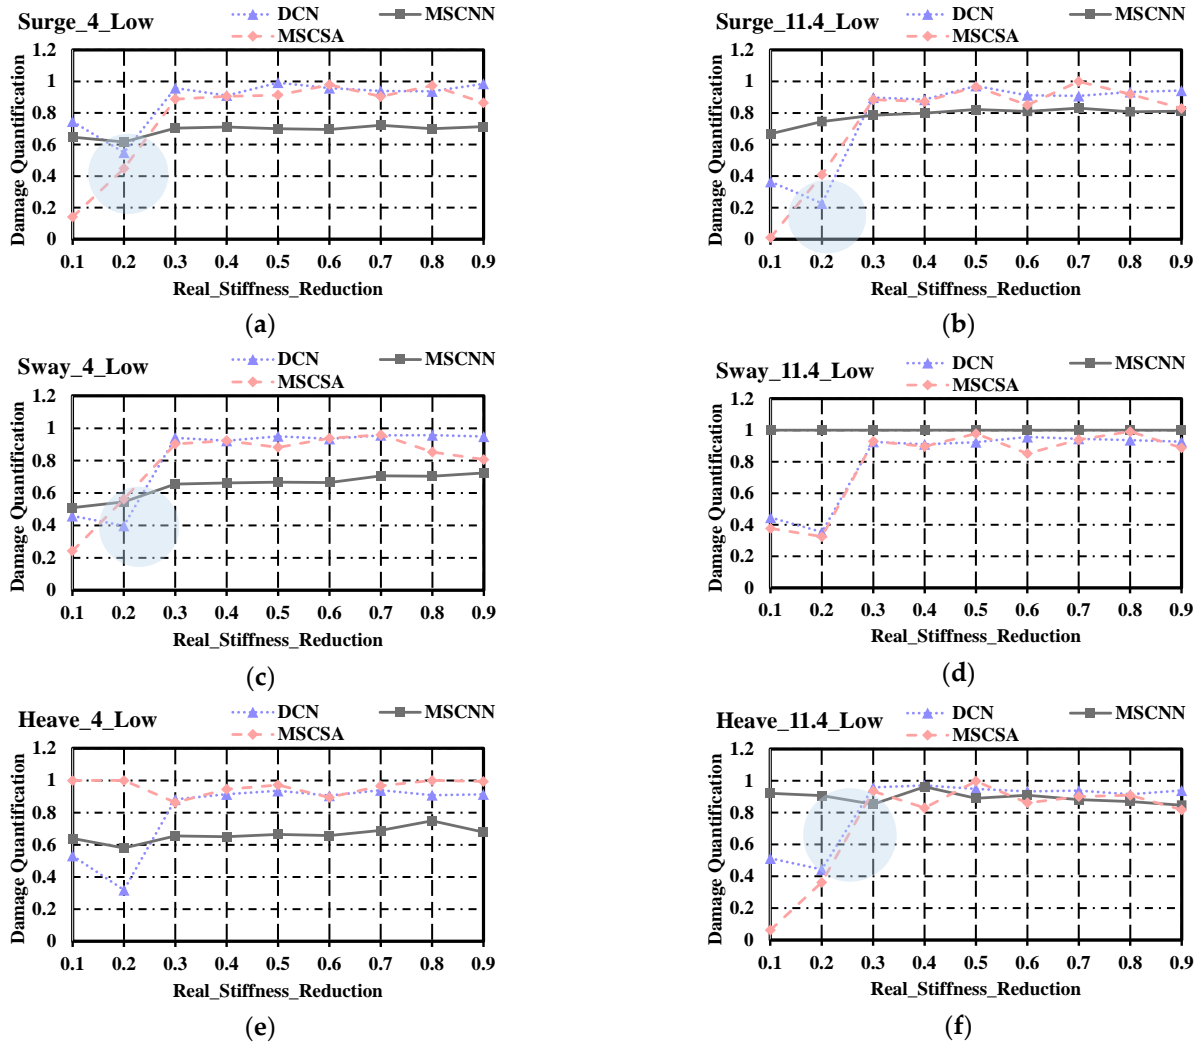 Surge_4_Low
DCN
MSCNN
MSCSA
Damage Quantification
1.2
1
0.8
0.6
0.4
0.2
0
0.1 0.2 0.3 0.4 0.5 0.6 0.7 0.8 0.9
Real_Stiffness_Reduction
(a)
Surge_11.4_Low
DCN
MSCNN
MSCSA
Damage Quantification
1.2
1
0.8
0.6
0.4
0.2
0
0.1 0.2 0.3 0.4 0.5 0.6 0.7 0.8 0.9
Real_Stiffness_Reduction
(b)
Sway_4_Low
DCN
MSCNN
MSCSA
Damage Quantification
1.2
1
0.8
0.6
0.4
0.2
0
0.1 0.2 0.3 0.4 0.5 0.6 0.7 0.8 0.9
Real_Stiffness_Reduction
(c)
Sway_11.4_Low
DCN
MSCNN
MSCSA
Damage Quantification
1.2
1
0.8
0.6
0.4
0.2
0
0.1 0.2 0.3 0.4 0.5 0.6 0.7 0.8 0.9
Real_Stiffness_Reduction
(d)
Heave_4_Low
DCN
MSCNN
MSCSA
Damage Quantification
1.2
1
0.8
0.6
0.4
0.2
0
0.1 0.2 0.3 0.4 0.5 0.6 0.7 0.8 0.9
Real_Stiffness_Reduction
(e)
Heave_11.4_Low
DCN
MSCNN
MSCSA
Damage Quantification
1.2
1
0.8
0.6
0.4
0.2
0
0.1 0.2 0.3 0.4 0.5 0.6 0.7 0.8 0.9
Real_Stiffness_Reduction
(f)